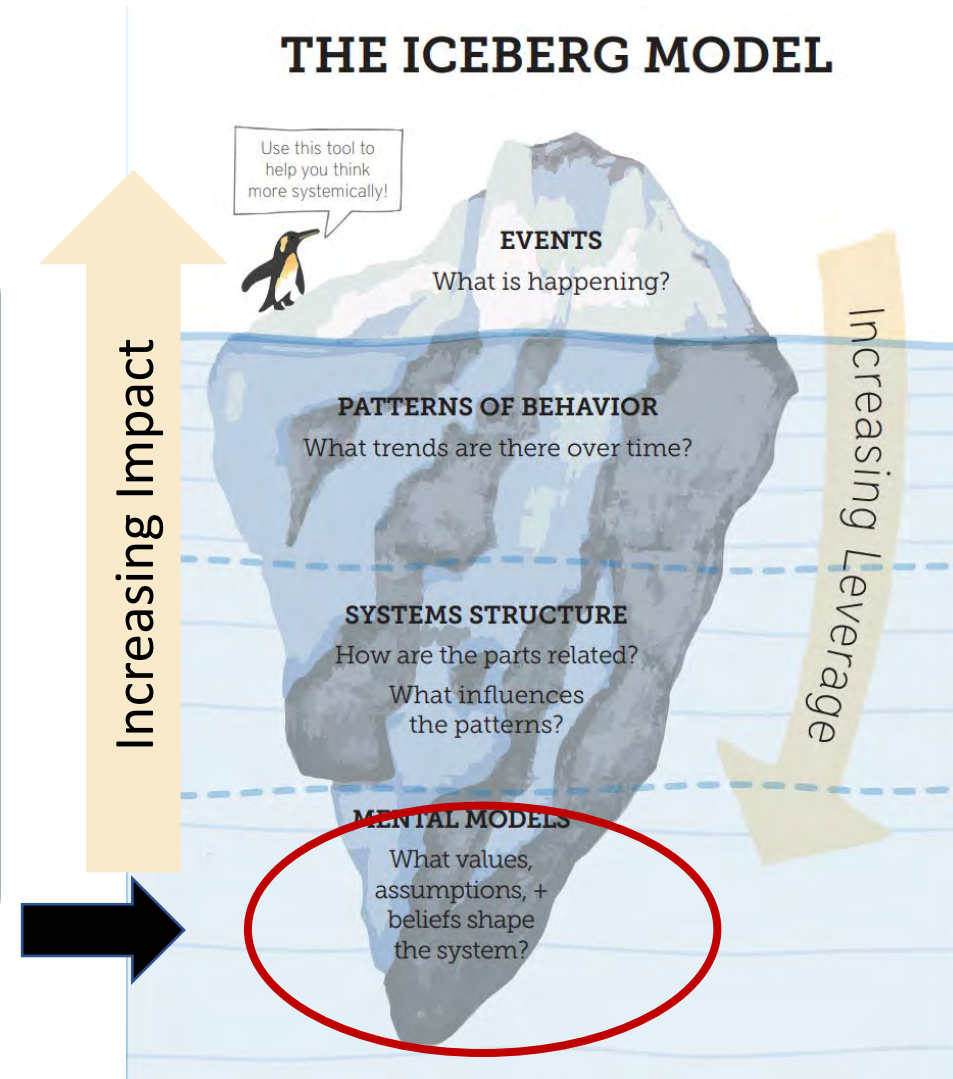 THE ICEBERG MODEL
Use this tool to
help you think
more systemically!
EVENTS
What is happening?
Increasing Impact
Increasing Leverage
PATTERNS OF BEHAVIOR
What trends are there over time?
SYSTEMS STRUCTURE
How are the parts related?
What influences
the patterns?
MENTAL MODELS
What values,
assumptions, +
beliefs shape
the system?